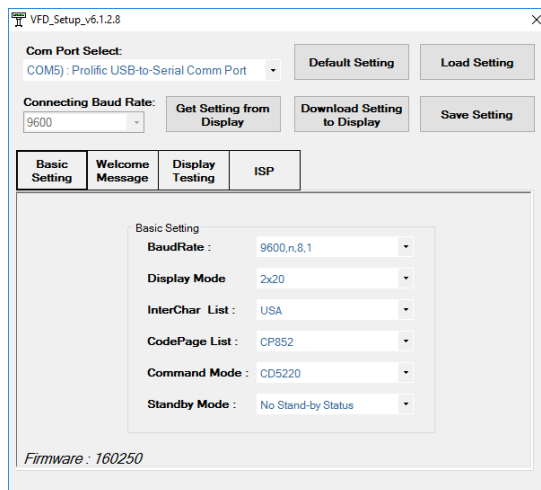 VFD_Setup_v6.1.2.8
Com Port Select:
COM5) : Prolific USB-to-Serial Comm Port
Default Setting
Load Setting
Connecting Baud Rate:
9600
Get Setting from Display
Download Setting to Display
Save Setting
Basic Setting
Welcome Message
Display Testing
ISP
Basic Setting
BaudRate :
9600,n,8,1
Display Mode
2x20
InterChar List :
USA
CodePage List :
CP852
Command Mode :
CD5220
Standby Mode :
No Stand-by Status
Firmware : 160250